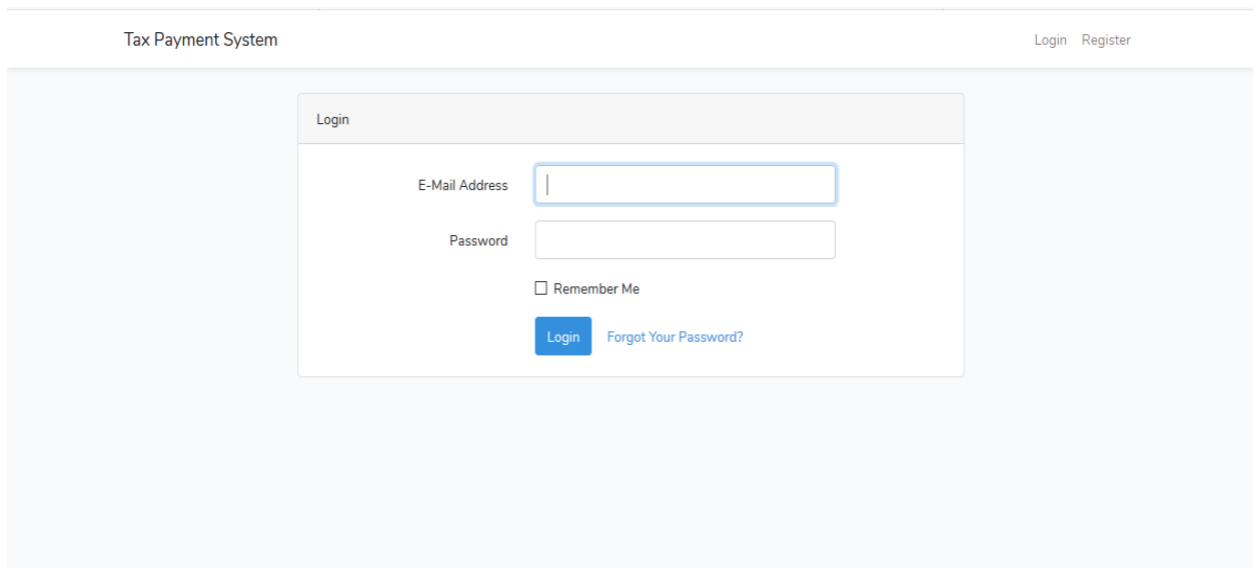 Tax Payment System Login Register
Login
E-Mail Address
Password
Remember Me
Login Forgot Your Password?